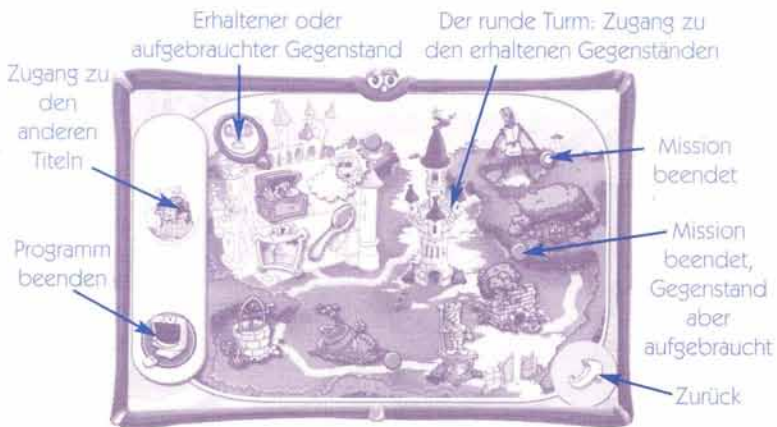 Erhaltener oder
aufgebrauchter Gegenstand
Der runde Turm: Zugang zu
den erhaltenen Gegenständen
Zugang zu
den
anderen
Titeln
Programm
beenden
Mission
beendet
Mission
beendet,
Gegenstand
aber
aufgebraucht
Zurück